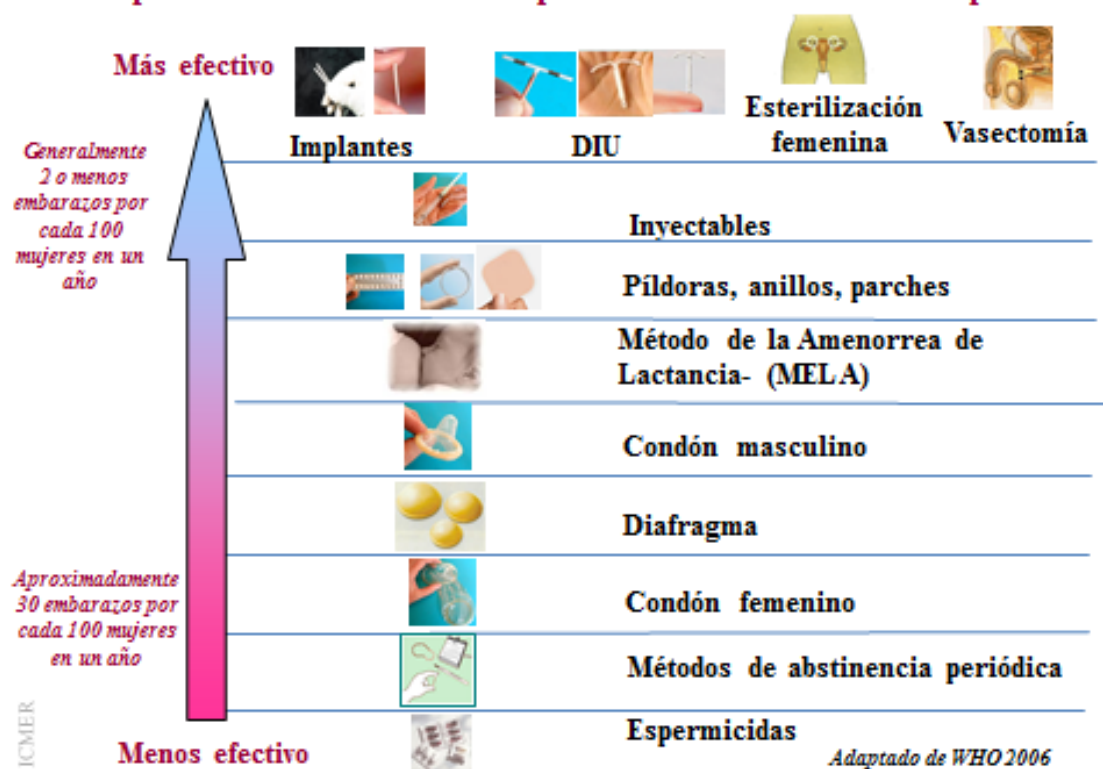 Más efectivo
Generalmente
2 o menos
embarazos por
cada 100
mujeres en un
año
Implantes
DIU
Esterilización
femenina
Vasectomía
Inyectables
Píldoras, anillos, parches
Método de la Amenorrea de
Lactancia- (MELA)
Condón masculino
Diafragma
Aproximadamente
30 embarazos por
cada 100 mujeres
en un año
Condón femenino
Métodos de abstinencia periódica
Espermicidas
ICMER
Menos efectivo
Adaptado de WHO 2006